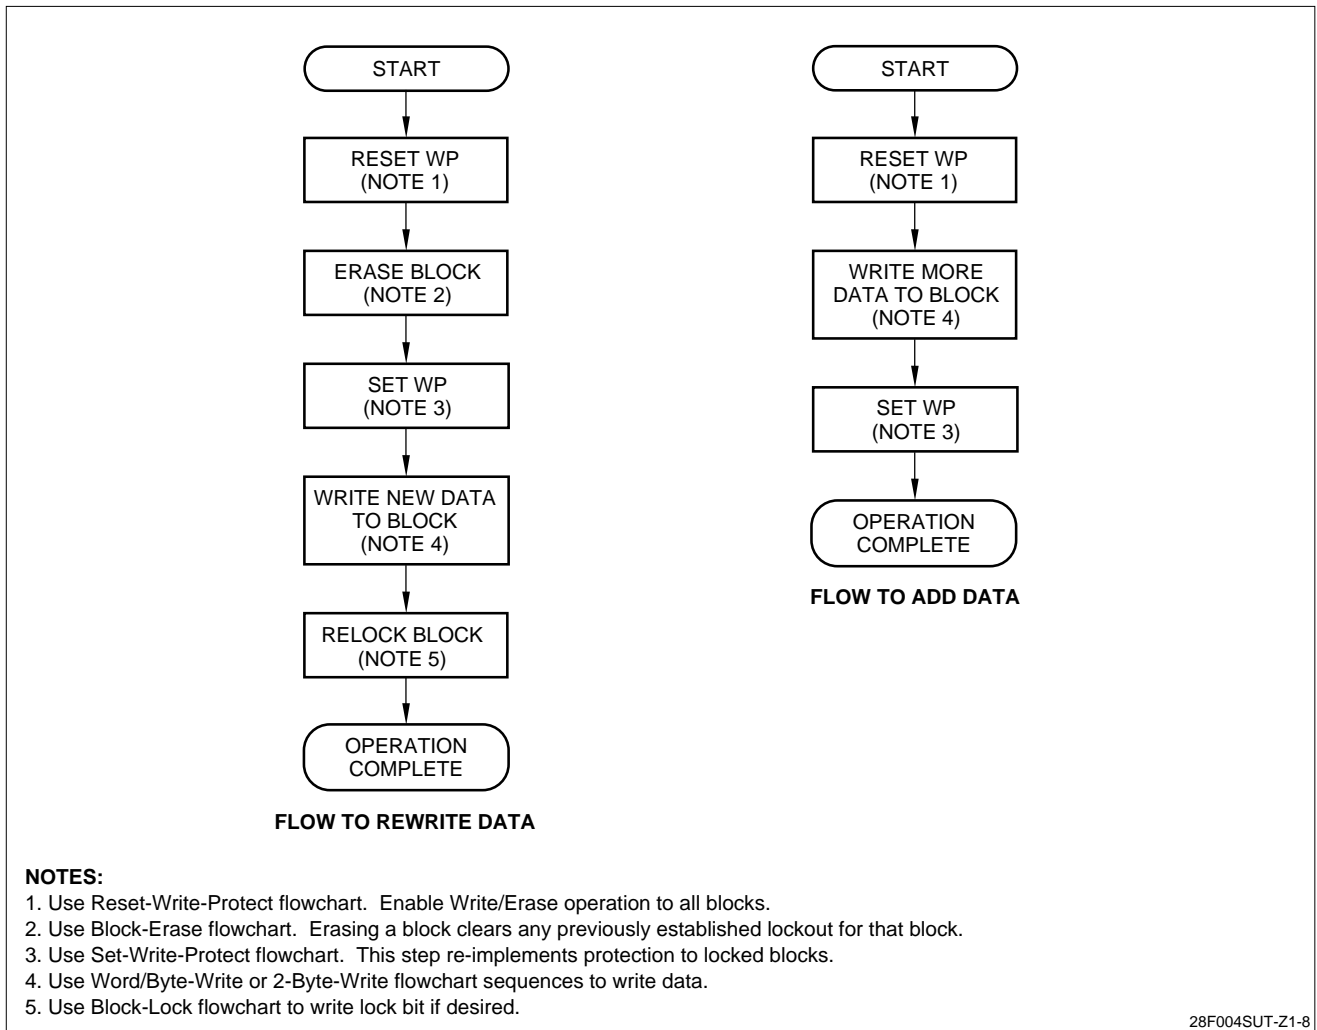 START
RESET WP
(NOTE 1)
ERASE BLOCK
(NOTE 2)
SET WP
(NOTE 3)
WRITE NEW DATA
TO BLOCK
(NOTE 4)
RELOCK BLOCK
(NOTE 5)
OPERATION
COMPLETE
FLOW TO REWRITE DATA
START
RESET WP
(NOTE 1)
WRITE MORE
DATA TO BLOCK
(NOTE 4)
SET WP
(NOTE 3)
OPERATION
COMPLETE
FLOW TO ADD DATA
NOTES:
1. Use Reset-Write-Protect flowchart. Enable Write/Erase operation to all blocks.
2. Use Block-Erase flowchart. Erasing a block clears any previously established lockout for that block.
3. Use Set-Write-Protect flowchart. This step re-implements protection to locked blocks.
4. Use Word/Byte-Write or 2-Byte-Write flowchart sequences to write data.
5. Use Block-Lock flowchart to write lock bit if desired.
28F004SUT-Z1-8